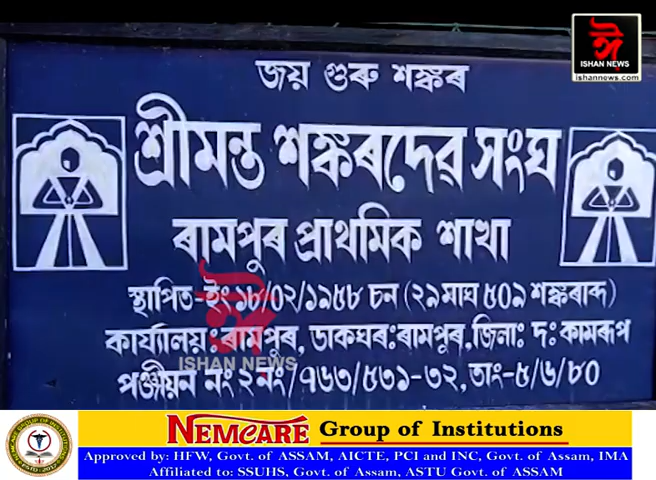 ISHAN NEWS
ishannews.com
জয় গুৰু শঙ্কৰ
শ্ৰীমন্ত শঙ্কৰদেৱ সংঘ
ৰামপুৰ প্ৰাথমিক শাখা
স্থাপিত-ইং ১৮/০২/১৯৫৮ চন (২৯ মাঘ ৫০৯ শঙ্কৰাব্দ)
কাৰ্য্যালয়ঃ ৰামপুৰ, ডাকঘৰ: ৰামপুৰ, জিলাঃ দঃ কামৰূপ
ISHAN NEWS
পঞ্জীয়ন নং ২নং/৭৬৩/৫৩১-৩২, তাং-৫/৬/৮০
NEMCARE Group of Institutions
Approved by: HFW, Govt. of ASSAM, AICTE, PCI and INC, Govt. of Assam, IMA
Affiliated to: SSUHS, Govt. of Assam, ASTU Govt. of ASSAM